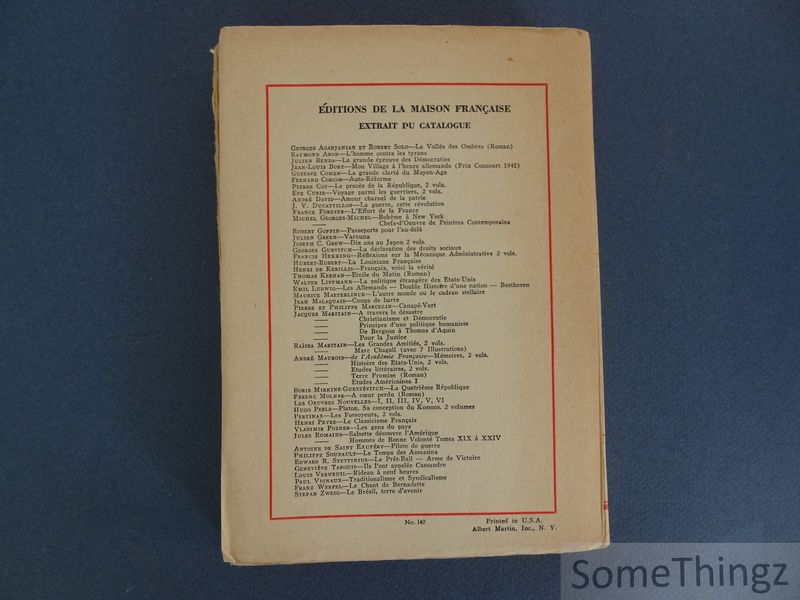 ÉDITIONS DE LA MAISON FRANÇAISE
EXTRAIT DU CATALOGUE
GEORGES AGADJANIAN ET ROBERT SOLO—La Vallée des Ombres (Roman)
RAYMOND ARON—L'homme contre les tyrans
JULIEN BENDA—La grande épreuve des Démocraties
JEAN-LOUIS BORY—Mon Village à l'heure allemande (Prix Concourt 1945)
GUSTAVE COHEN—La grande clarté du Moyen-Age
FERNAND CORCOS—Auto-Réforme
PIERRE COT—Le procès de la République, 2 vols.
EVE CURIE—Voyage parmi les guerriers, 2 vols.
ANDRÉ DAVID—Amour charnel de la patrie
J. V. DUCATTILLON—La guerre, cette révolution
FRANCE FOREVER—L'Effort de la France
MICHEL GEORGES-MICHEL—Bohême à New York
—— Chefs-d'Oeuvre de Peintres Contemporains
ROBERT GOFFIN—Passeports pour l'au-delà
JULIEN GREEN—Varouna
JOSEPH C. GREW—Dix ans au Japon 2 vols.
GEORGES GURVITCH—La déclaration des droits sociaux
FRANCIS HEKKING—Réflexions sur la Mécanique Administrative 2 vols.
HUBERT-ROBERT—La Louisiane Française
HENRI DE KERILLIS—Français, voici la vérité
THOMAS KERNAN—Etoile du Matin (Roman)
WALTER LIPPMANN—La politique étrangère des Etats-Unis
EMIL LUDWIG—Les Allemands — Double Histoire d'une nation — Beethoven
MAURICE MAETERLINCK—L'autre monde ou le cadran stellaire
JEAN MALAQUAIS—Coups de barre
PIERRE ET PHILIPPE MARCELIN—Canapé-Vert
JACQUES MARITAIN—A travers le désastre
—— Christianisme et Démocratie
—— Principes d'une politique humaniste
—— De Bergson à Thomas d'Aquin
—— Pour la Justice
RAÏSSA MARITAIN—Les Grandes Amitiés, 2 vols.
—— Marc Chagall (avec 7 Illustrations)
ANDRÉ MAUROIS—de l'Académie Française—Mémoires, 2 vols.
—— Histoire des Etats-Unis, 2 vols.
—— Etudes littéraires, 2 vols.
—— Terre Promise (Roman)
—— Etudes Américaines I
BORIS MIRKINE-GUETZÉVITCH—La Quatrième République
FERENC MOLNAR—A cœur perdu (Roman)
LES OEUVRES NOUVELLES—I, II, III, IV, V, VI
HUGO PERLS—Platon, Sa conception du Kosmos. 2 volumes
PERTINAX—Les Fossoyeurs, 2 vols.
HENRI PEYRE—Le Classicisme Français
VLADIMIR POZNER—Les gens du pays
JULES ROMAINS—Salsette découvre l'Amérique
—— Hommes de Bonne Volonté Tomes XIX à XXIV
ANTOINE DE SAINT EXUPÉRY—Pilote de guerre
PHILIPPE SOUPAULT—Le Temps des Assassins
EDWARD R. STETTINIUS—Le Prêt-Bail — Arme de Victoire
GENEVIÈVE TABOUIS—Ils l'ont appelée Cassandre
LOUIS VERNEUIL—Rideau à neuf heures
PAUL VIGNAUX—Traditionalisme et Syndicalisme
FRANZ WERFEL—Le Chant de Bernadette
STEFAN ZWEIG—Le Brésil, terre d'avenir
No. 140
Printed in U.S.A.
Albert Martin, Inc., N. Y.
SomeThingz